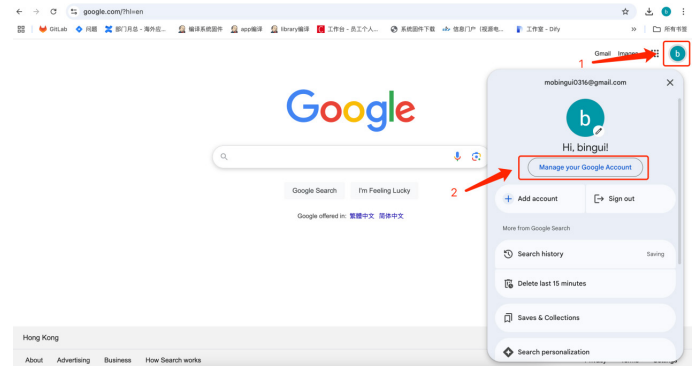 google.com/?hl=en
GitLab 问题 部门月总 - 海外应... 编译系统固件 app编译 library编译 工作台 - 员工个人... 系统固件下载 信息门户（视源电... 工作室 - Dify » 所有书签
Gmail Images
1
b
mobingui0316@gmail.com
b
Hi, bingui!
Manage your Google Account
2
Add account
Sign out
More from Google Search
Search history Saving
Delete last 15 minutes
Saves & Collections
Search personalization
Google
Google Search I'm Feeling Lucky
Google offered in: 繁體中文 简体中文
Hong Kong
About Advertising Business How Search works